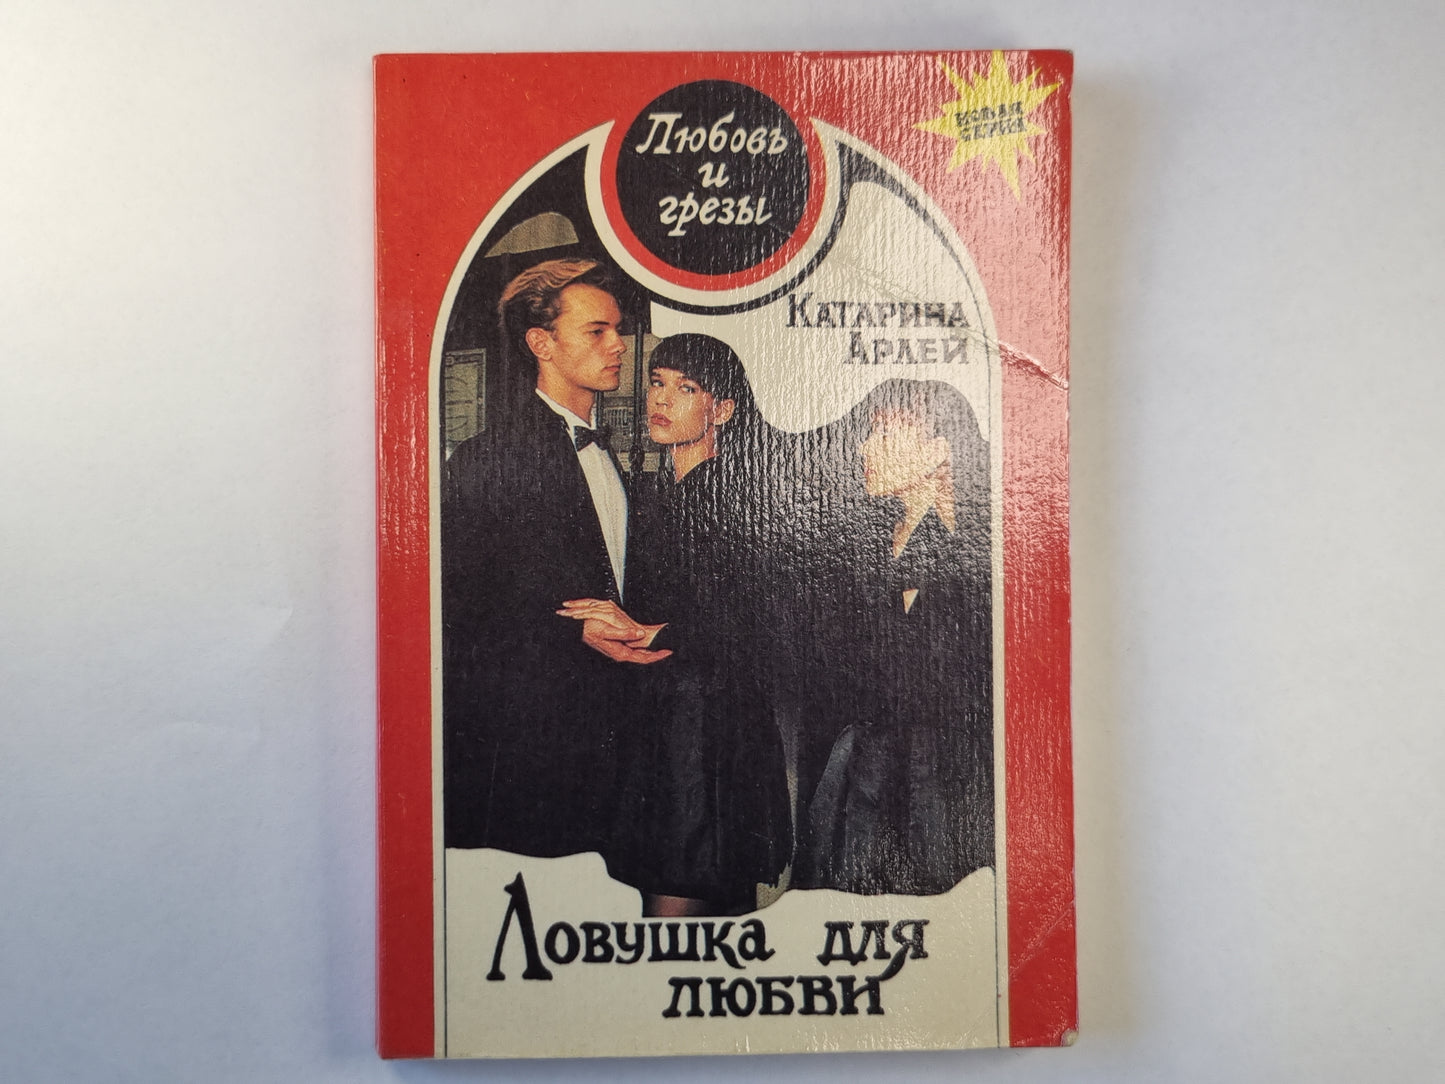 Любовь
и
грезы
НОВАЯ
СЕРИЯ
КАТАРИНА
АРЛЕЙ
ЛОВУШКА ДЛЯ
ЛЮБВИ